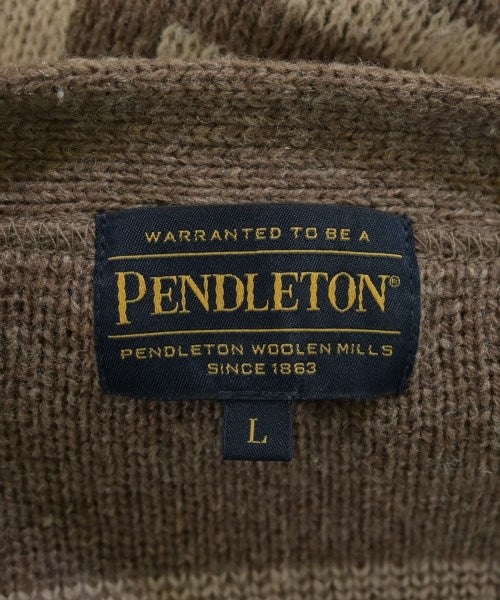 WARRANTED TO BE A
PENDLETON®
PENDLETON WOOLEN MILLS
SINCE 1863
L